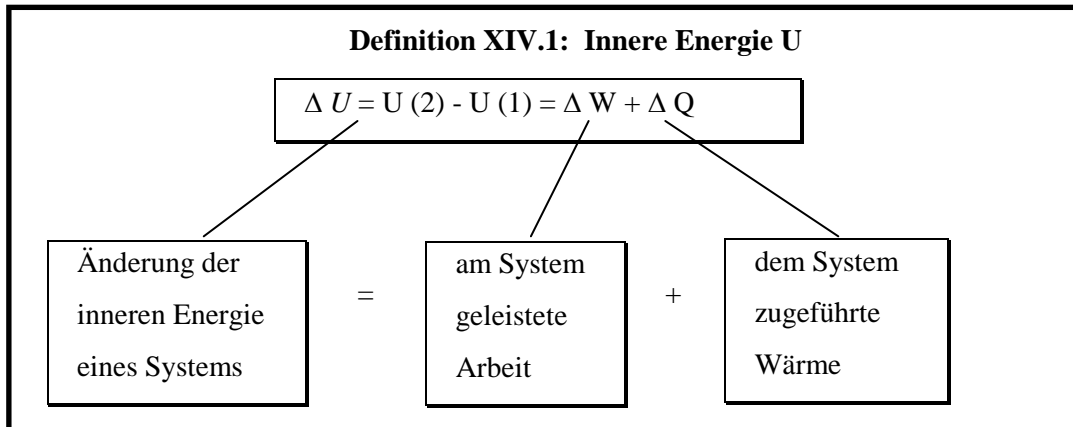 Definition XIV.1: Innere Energie U
Δ U = U (2) - U (1) = Δ W + Δ Q
Änderung der
inneren Energie
eines Systems
=
am System
geleistete
Arbeit
+
dem System
zugeführte
Wärme